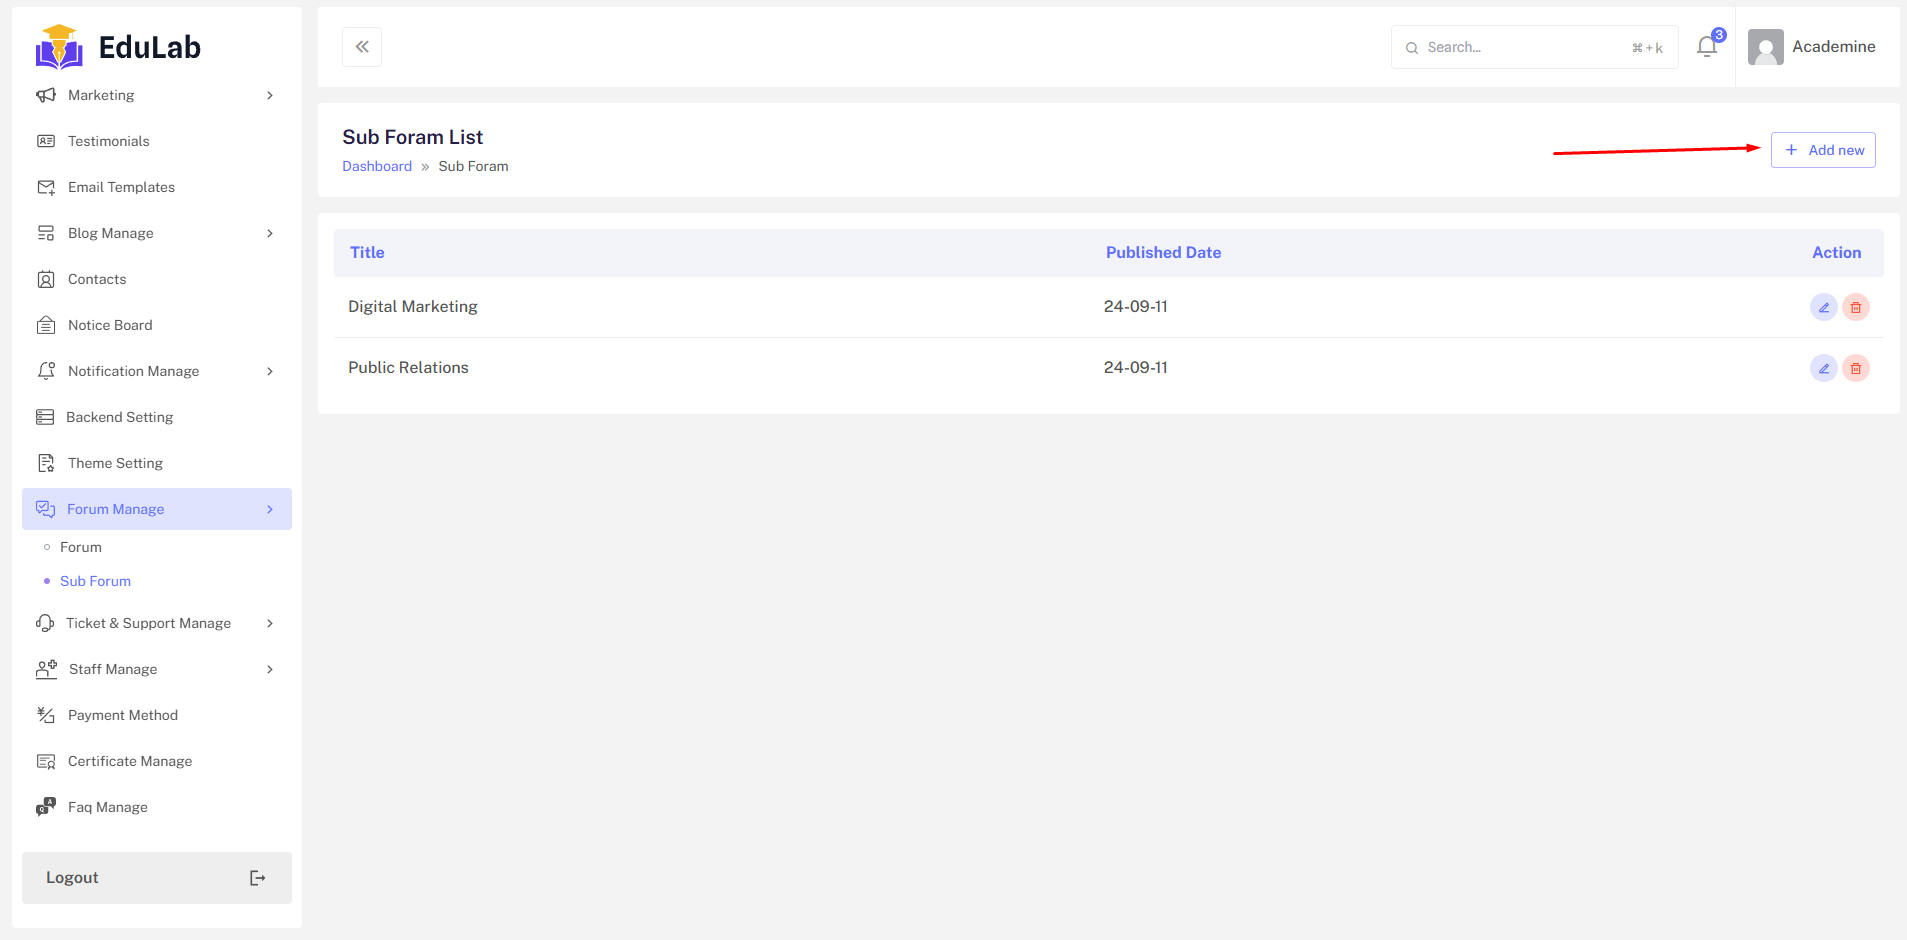 EduLab
Marketing
Testimonials
Email Templates
Blog Manage
Contacts
Notice Board
Notification Manage
Backend Setting
Theme Setting
Forum Manage
Forum
Sub Forum
Ticket & Support Manage
Staff Manage
Payment Method
Certificate Manage
Faq Manage
Logout
Search... ⌘+k
3
Academine
Sub Foram List
Dashboard » Sub Foram
+ Add new
Title Published Date Action
Digital Marketing 24-09-11
Public Relations 24-09-11